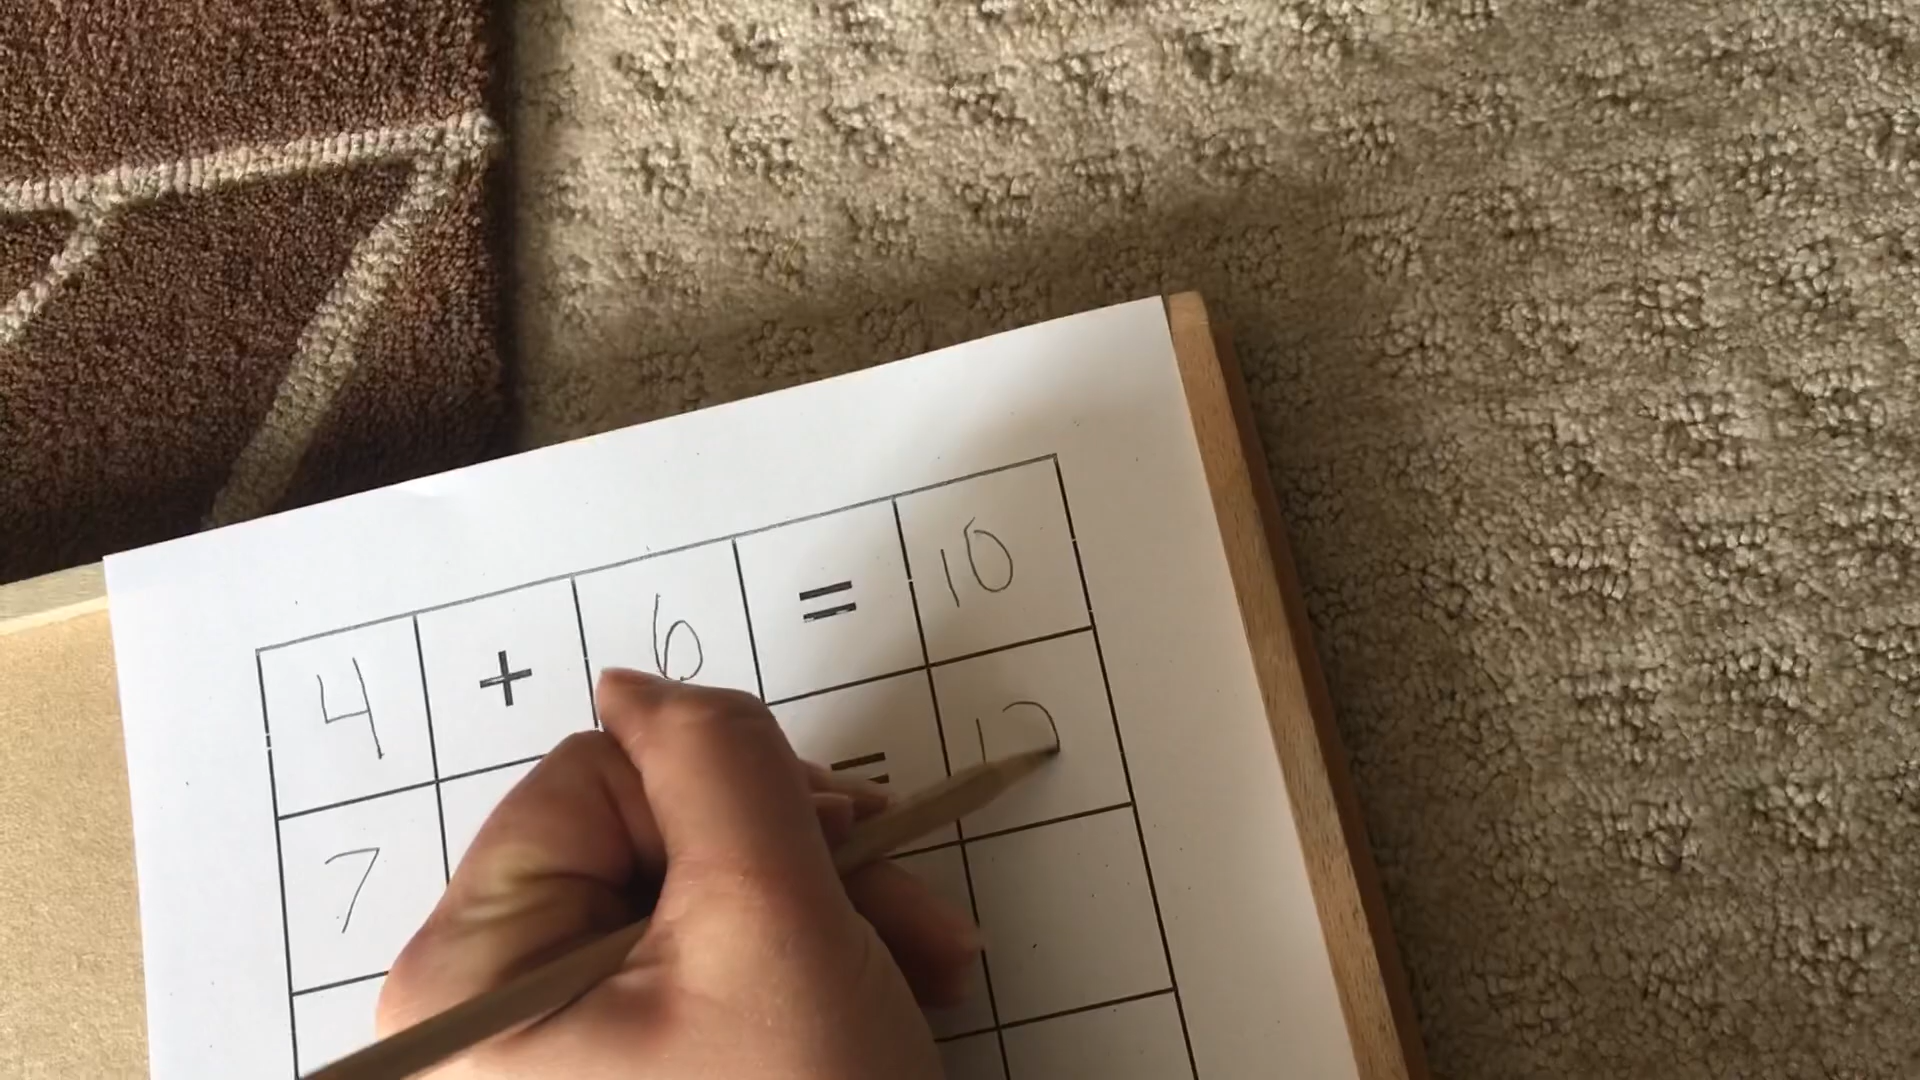 4 + 6 = 10
7 =